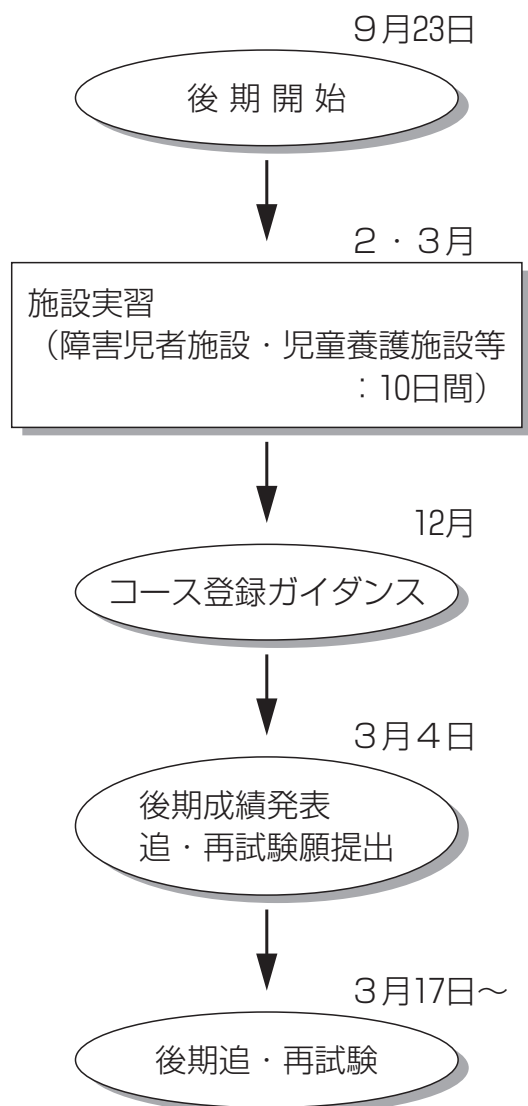 9月23日
後期開始
2・3月
施設実習
(障害児者施設・児童養護施設等
:10日間)
12月
コース登録ガイダンス
3月4日
後期成績発表
追・再試験願提出
3月17日~
後期追・再試験